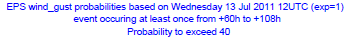 EPS wind_gust probabilities based on Wednesday 13 Jul 2011 12UTC (exp=1)
event occuring at least once from +60h to +108h
Probability to exceed 40